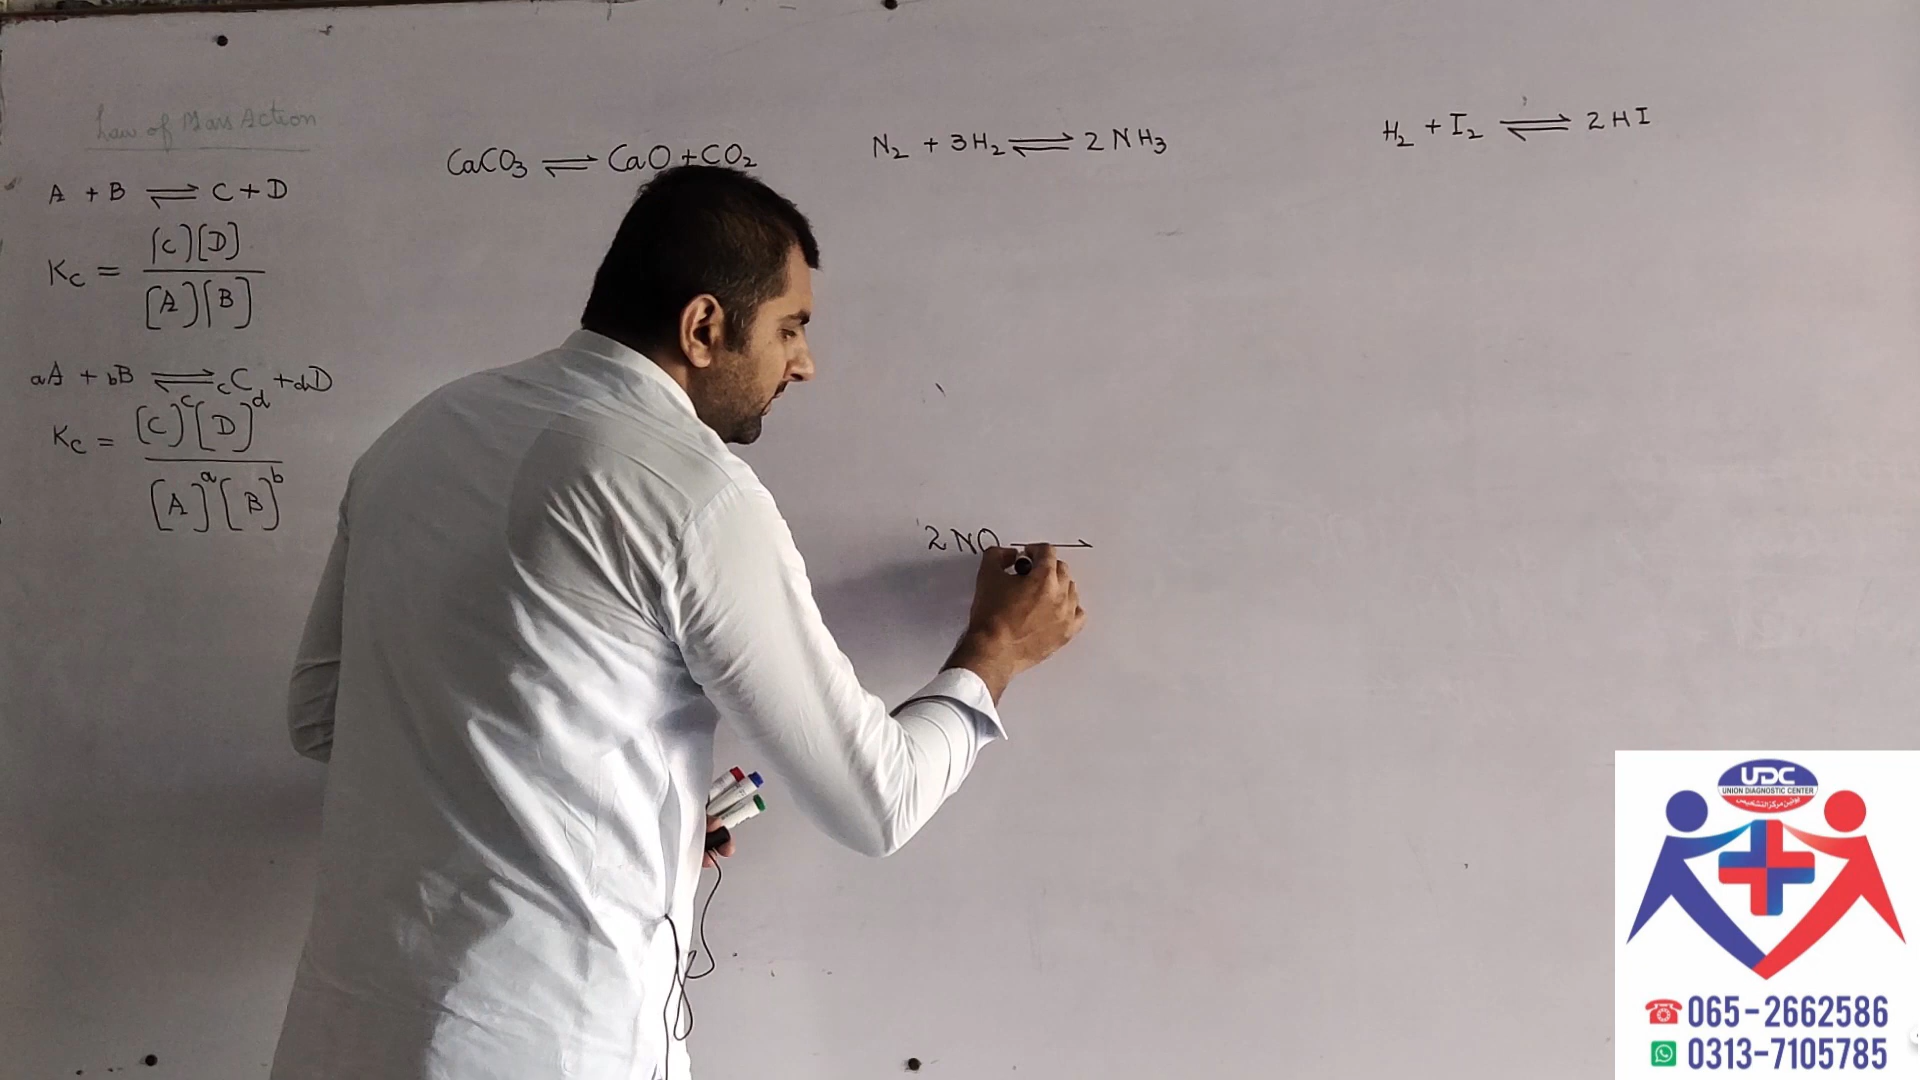 Law of Mass Action
A + B ⇌ C + D
Kc = [C][D] / [A][B]
aA + bB ⇌ cC + dD
Kc = [C]^c [D]^d / [A]^a [B]^b
CaCO₃ ⇌ CaO + CO₂
N₂ + 3H₂ ⇌ 2NH₃
H₂ + I₂ ⇌ 2HI
2NO ⇀
UDC
UNION DIAGNOSTIC CENTER
065-2662586
0313-7105785